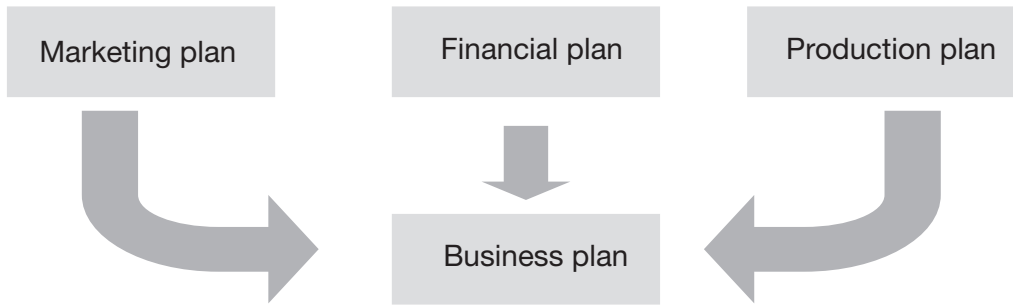 Marketing plan
Financial plan
Production plan
Business plan